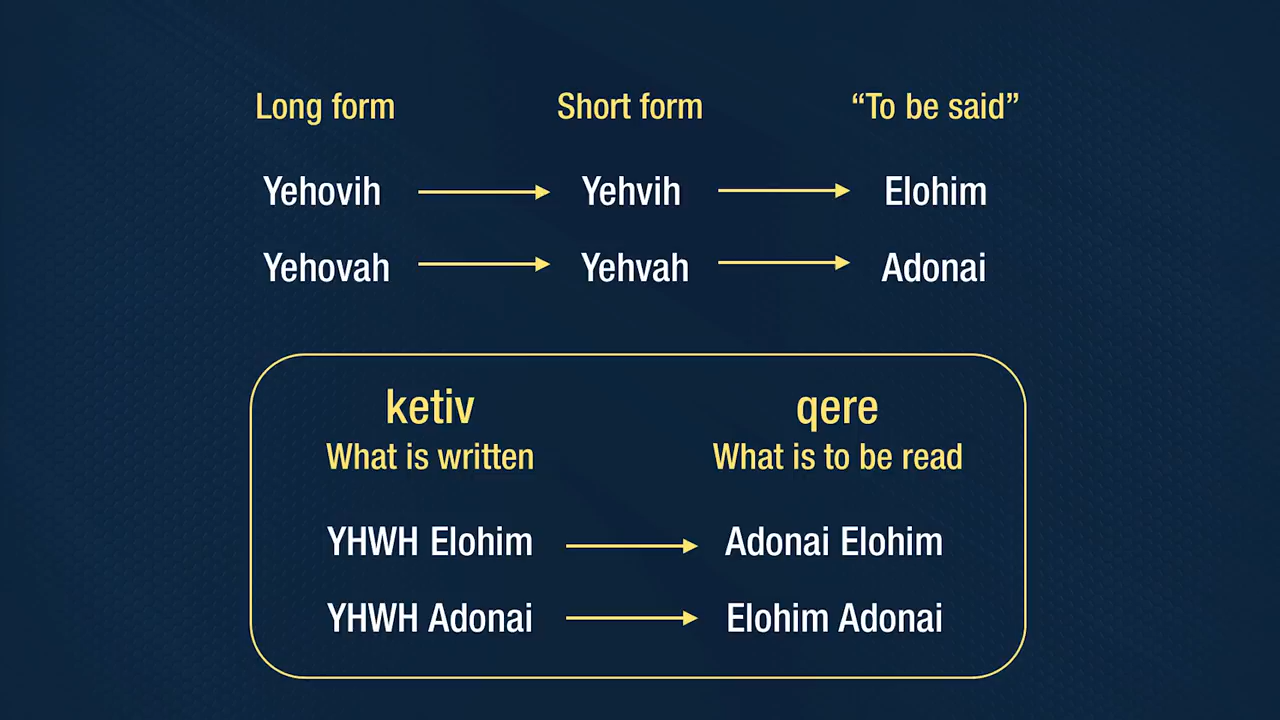 Long form Short form “To be said”
Yehovih Yehvih Elohim
Yehovah Yehvah Adonai
ketiv qere
What is written What is to be read
YHWH Elohim Adonai Elohim
YHWH Adonai Elohim Adonai